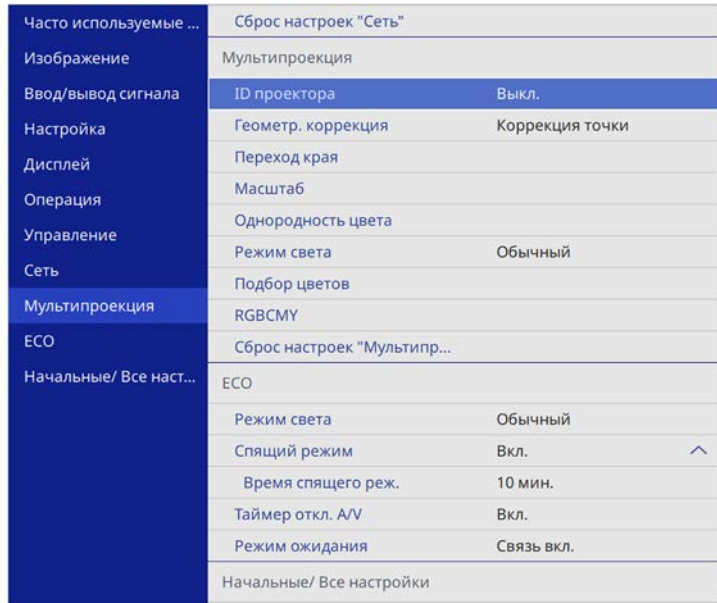 Часто используемые ...
Изображение
Ввод/вывод сигнала
Настройка
Дисплей
Операция
Управление
Сеть
Мультипроекция
ECO
Начальные/ Все наст...
Сброс настроек "Сеть"
Мультипроекция
ID проектора Выкл.
Геометр. коррекция Коррекция точки
Переход края
Масштаб
Однородность цвета
Режим света Обычный
Подбор цветов
RGBCMY
Сброс настроек "Мультипр...
ECO
Режим света Обычный
Спящий режим Вкл.
Время спящего реж. 10 мин.
Таймер откл. A/V Вкл.
Режим ожидания Связь вкл.
Начальные/ Все настройки